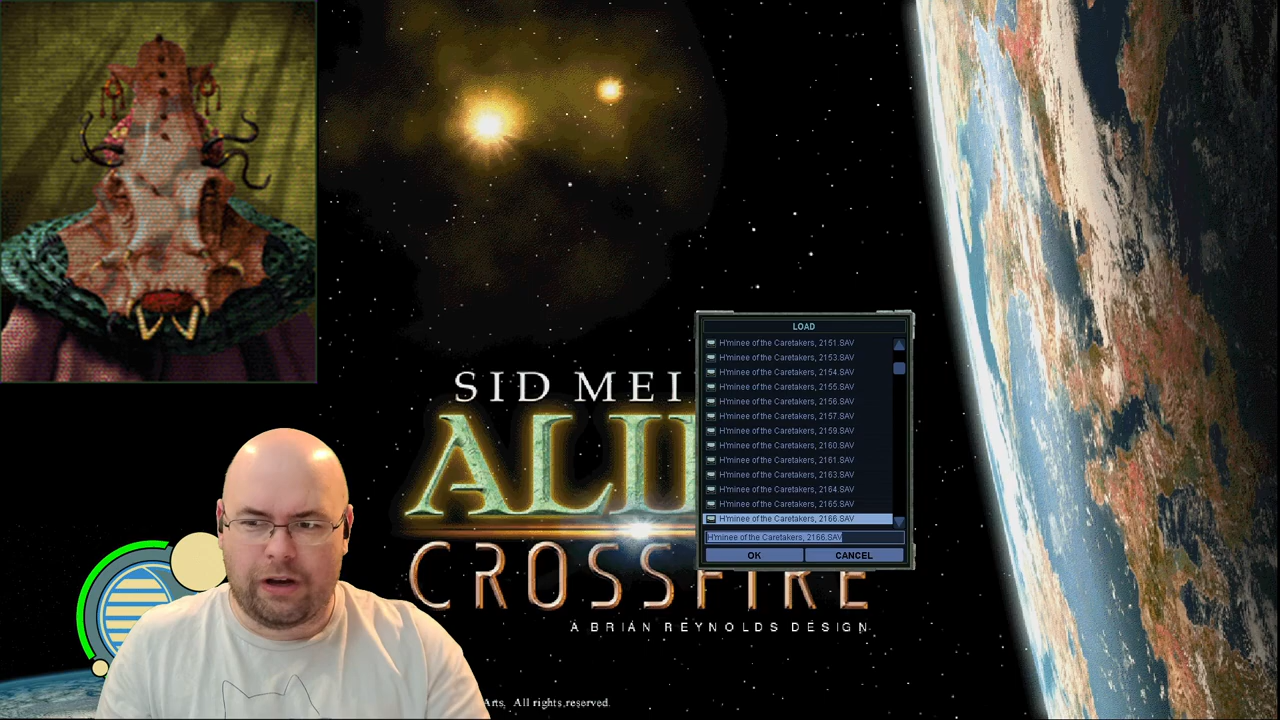 LOAD
H'minee of the Caretakers, 2151.SAV
H'minee of the Caretakers, 2153.SAV
H'minee of the Caretakers, 2154.SAV
H'minee of the Caretakers, 2155.SAV
H'minee of the Caretakers, 2156.SAV
H'minee of the Caretakers, 2157.SAV
H'minee of the Caretakers, 2159.SAV
H'minee of the Caretakers, 2160.SAV
H'minee of the Caretakers, 2161.SAV
H'minee of the Caretakers, 2163.SAV
H'minee of the Caretakers, 2164.SAV
H'minee of the Caretakers, 2165.SAV
H'minee of the Caretakers, 2166.SAV
H'minee of the Caretakers, 2166.SAV
OK CANCEL
SID MEI
ALI
CROSSFIRE
A BRIAN REYNOLDS DESIGN
Arts. All rights reserved.